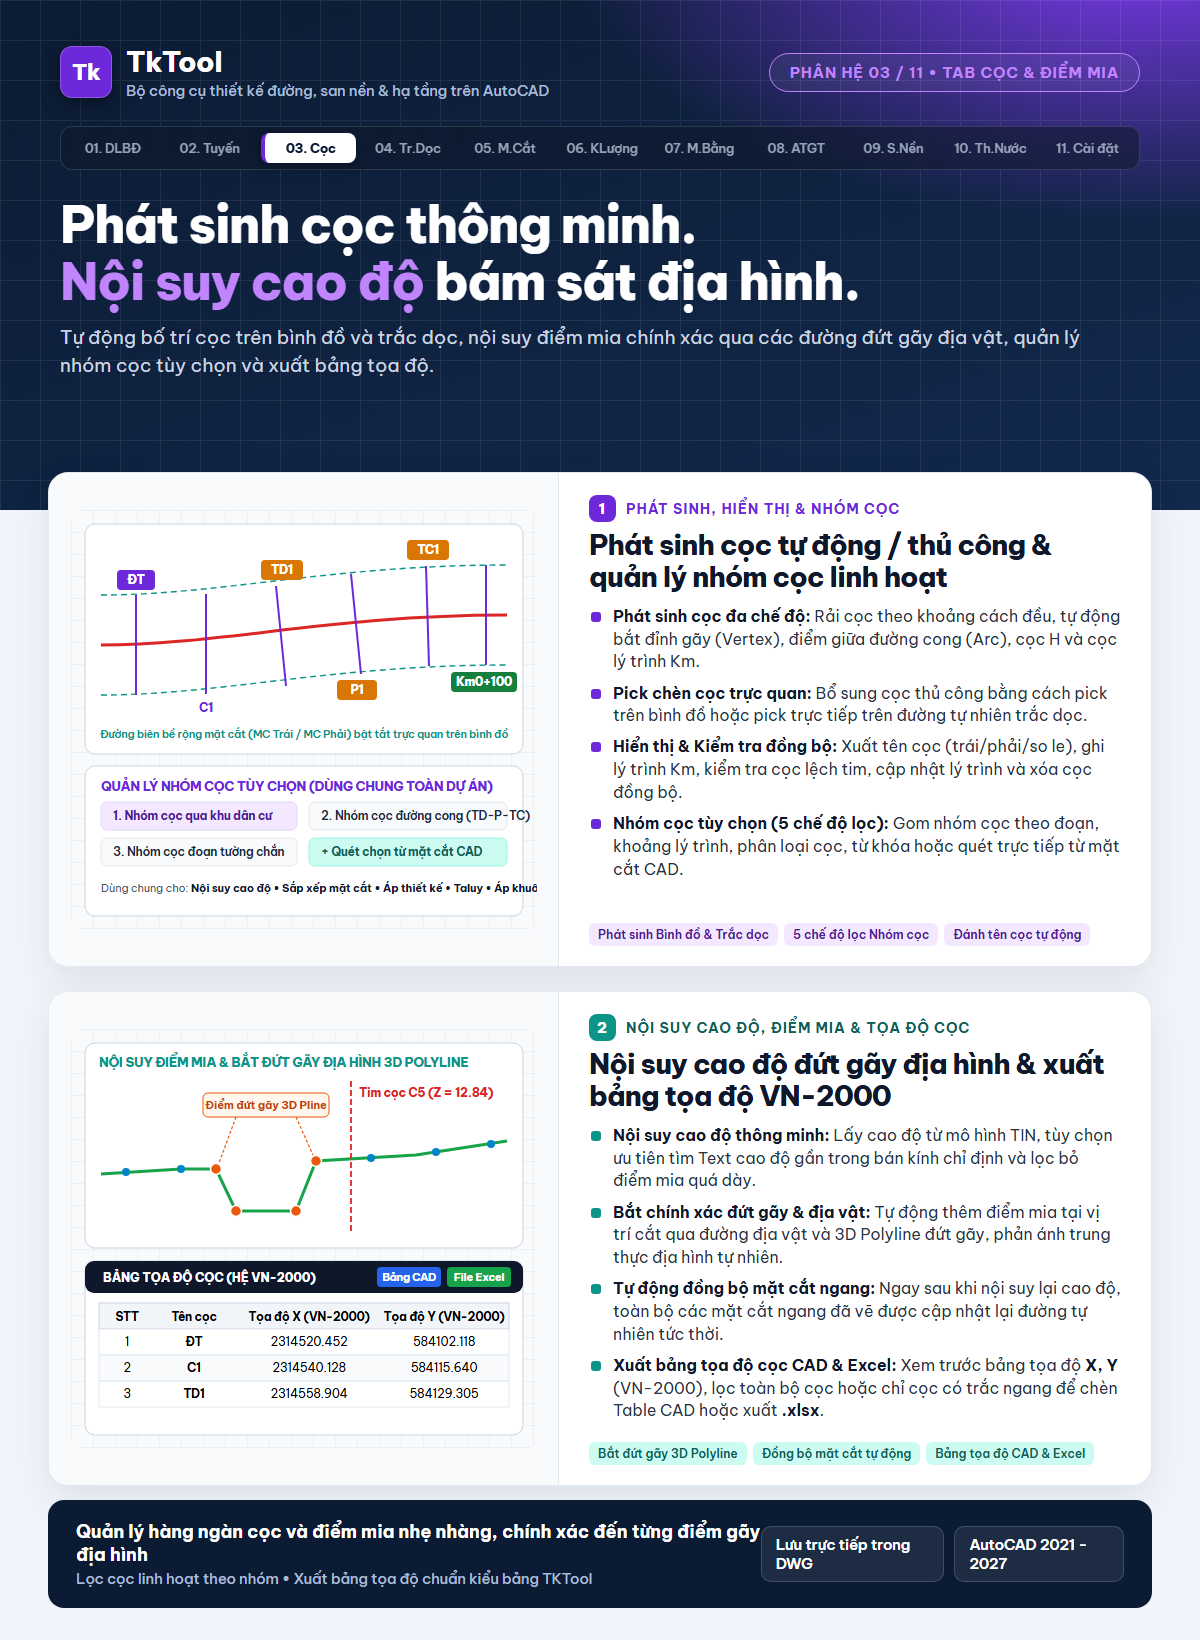 Tk
TkTool
Bộ công cụ thiết kế đường, san nền & hạ tầng trên AutoCAD
PHÂN HỆ 03 / 11 • TAB CỌC & ĐIỂM MIA
01. DLBĐ
02. Tuyến
03. Cọc
04. Tr.Dọc
05. M.Cắt
06. KLượng
07. M.Bằng
08. ATGT
09. S.Nền
10. Th.Nước
11. Cài đặt
Phát sinh cọc thông minh.
Nội suy cao độ bám sát địa hình.
Tự động bố trí cọc trên bình đồ và trắc dọc, nội suy điểm mia chính xác qua các đường đứt gãy địa vật, quản lý
nhóm cọc tùy chọn và xuất bảng tọa độ.
ĐT
TD1
TC1
C1
P1
Km0+100
Đường biên bề rộng mặt cắt (MC Trái / MC Phải) bật tắt trực quan trên bình đồ
QUẢN LÝ NHÓM CỌC TÙY CHỌN (DÙNG CHUNG TOÀN DỰ ÁN)
1. Nhóm cọc qua khu dân cư
2. Nhóm cọc đường cong (TD-P-TC)
3. Nhóm cọc đoạn tường chắn
+ Quét chọn từ mặt cắt CAD
Dùng chung cho: Nội suy cao độ • Sắp xếp mặt cắt • Áp thiết kế • Taluy • Áp khuô
1
PHÁT SINH, HIỂN THỊ & NHÓM CỌC
Phát sinh cọc tự động / thủ công &
quản lý nhóm cọc linh hoạt
Phát sinh cọc đa chế độ: Rải cọc theo khoảng cách đều, tự động
bắt đỉnh gãy (Vertex), điểm giữa đường cong (Arc), cọc H và cọc
lý trình Km.
Pick chèn cọc trực quan: Bổ sung cọc thủ công bằng cách pick
trên bình đồ hoặc pick trực tiếp trên đường tự nhiên trắc dọc.
Hiển thị & Kiểm tra đồng bộ: Xuất tên cọc (trái/phải/so le), ghi
lý trình Km, kiểm tra cọc lệch tim, cập nhật lý trình và xóa cọc
đồng bộ.
Nhóm cọc tùy chọn (5 chế độ lọc): Gom nhóm cọc theo đoạn,
khoảng lý trình, phân loại cọc, từ khóa hoặc quét trực tiếp từ mặt
cắt CAD.
Phát sinh Bình đồ & Trắc dọc
5 chế độ lọc Nhóm cọc
Đánh tên cọc tự động
NỘI SUY ĐIỂM MIA & BẮT ĐỨT GÃY ĐỊA HÌNH 3D POLYLINE
Điểm đứt gãy 3D Pline
Tim cọc C5 (Z = 12.84)
BẢNG TỌA ĐỘ CỌC (HỆ VN-2000)
Bảng CAD
File Excel
STT Tên cọc Tọa độ X (VN-2000) Tọa độ Y (VN-2000)
1 ĐT 2314520.452 584102.118
2 C1 2314540.128 584115.640
3 TD1 2314558.904 584129.305
2
NỘI SUY CAO ĐỘ, ĐIỂM MIA & TỌA ĐỘ CỌC
Nội suy cao độ đứt gãy địa hình & xuất
bảng tọa độ VN-2000
Nội suy cao độ thông minh: Lấy cao độ từ mô hình TIN, tùy chọn
ưu tiên tìm Text cao độ gần trong bán kính chỉ định và lọc bỏ
điểm mia quá dày.
Bắt chính xác đứt gãy & địa vật: Tự động thêm điểm mia tại vị
trí cắt qua đường địa vật và 3D Polyline đứt gãy, phản ánh trung
thực địa hình tự nhiên.
Tự động đồng bộ mặt cắt ngang: Ngay sau khi nội suy lại cao độ,
toàn bộ các mặt cắt ngang đã vẽ được cập nhật lại đường tự
nhiên tức thời.
Xuất bảng tọa độ cọc CAD & Excel: Xem trước bảng tọa độ X, Y
(VN-2000), lọc toàn bộ cọc hoặc chỉ cọc có trắc ngang để chèn
Table CAD hoặc xuất .xlsx.
Bắt đứt gãy 3D Polyline
Đồng bộ mặt cắt tự động
Bảng tọa độ CAD & Excel
Quản lý hàng ngàn cọc và điểm mia nhẹ nhàng, chính xác đến từng điểm gãy
địa hình
Lọc cọc linh hoạt theo nhóm • Xuất bảng tọa độ chuẩn kiểu bảng TKTool
Lưu trực tiếp trong
DWG
AutoCAD 2021 -
2027